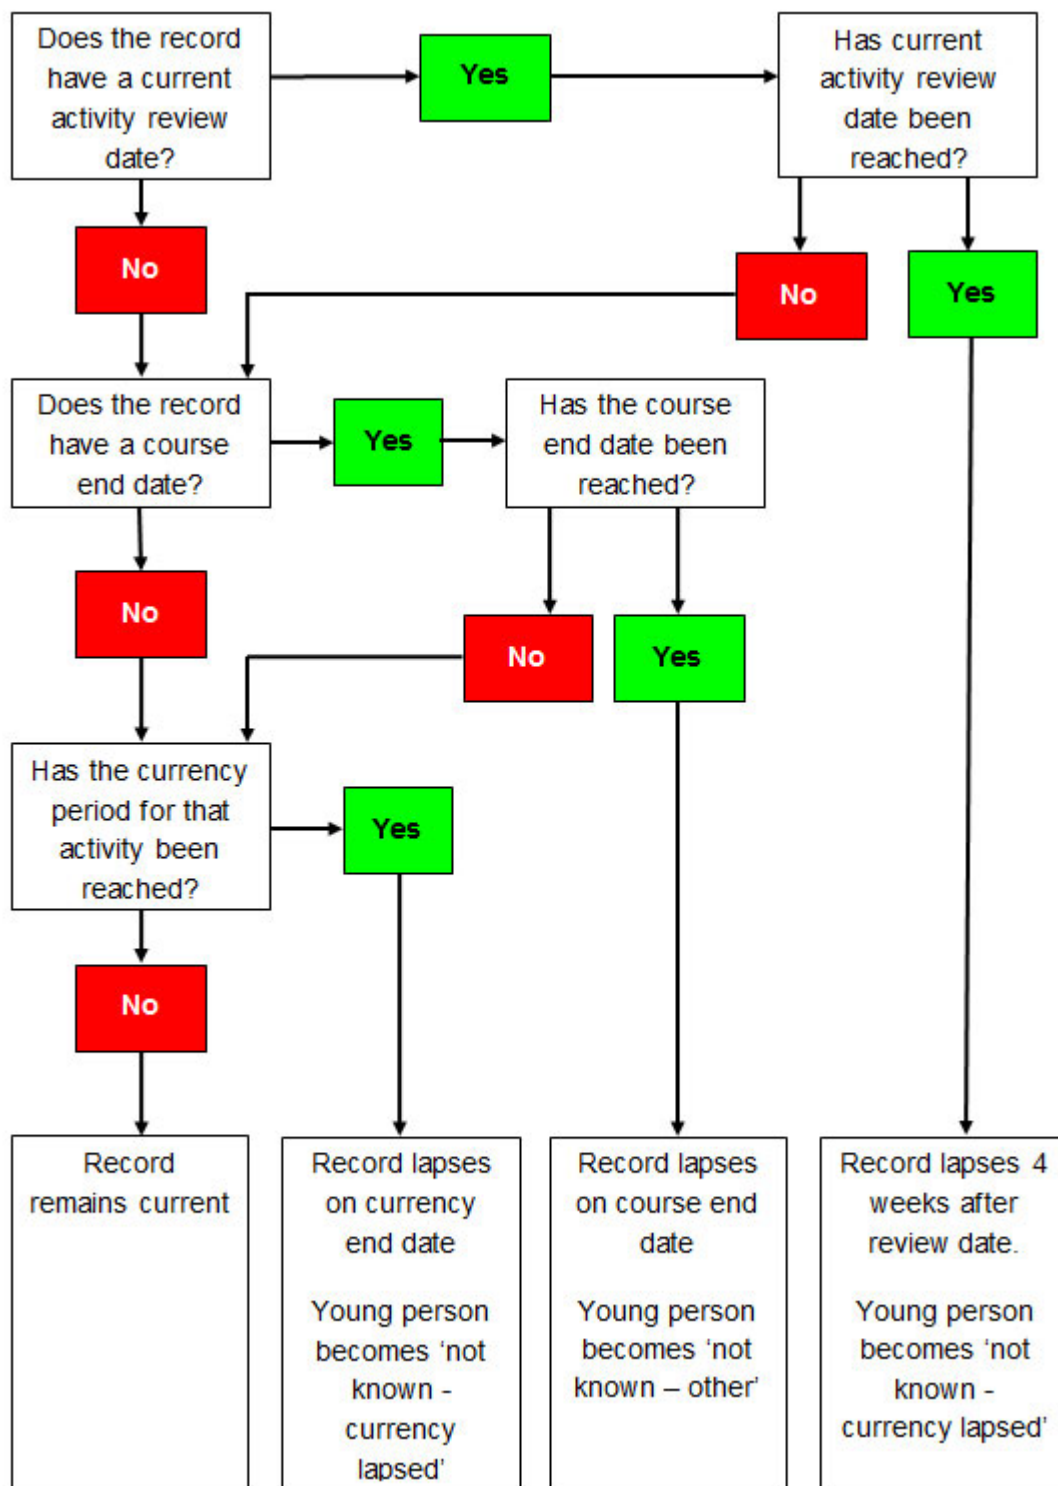 Does the record
have a current
activity review
date?
Yes
Has current
activity review
date been
reached?
No
No
Yes
Does the record
have a course
end date?
Yes
Has the course
end date been
reached?
No
No
Yes
Has the currency
period for that
activity been
reached?
Yes
No
Record
remains current
Record lapses
on currency
end date
Young person
becomes ‘not
known -
currency
lapsed’
Record lapses
on course end
date
Young person
becomes ‘not
known – other’
Record lapses 4
weeks after
review date.
Young person
becomes ‘not
known -
currency lapsed’